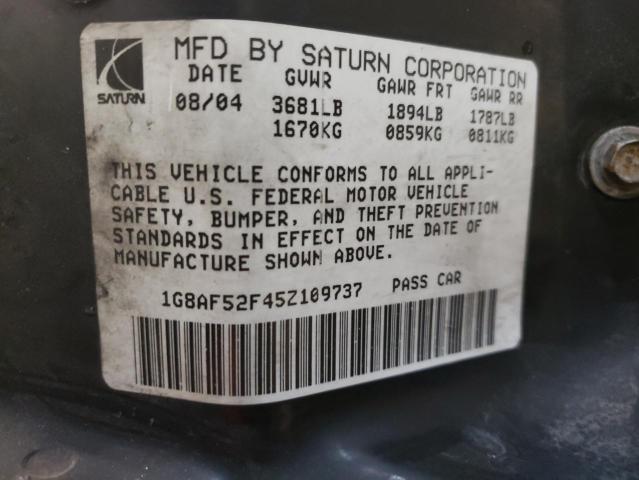 MFD BY SATURN CORPORATION
SATURN
DATE GVWR GAWR FRT GAWR RR
08/04 3681LB 1894LB 1787LB
1670KG 0859KG 0811KG
THIS VEHICLE CONFORMS TO ALL APPLI-
CABLE U.S. FEDERAL MOTOR VEHICLE
SAFETY, BUMPER, AND THEFT PREVENTION
STANDARDS IN EFFECT ON THE DATE OF
MANUFACTURE SHOWN ABOVE.
1G8AF52F45Z109737 PASS CAR